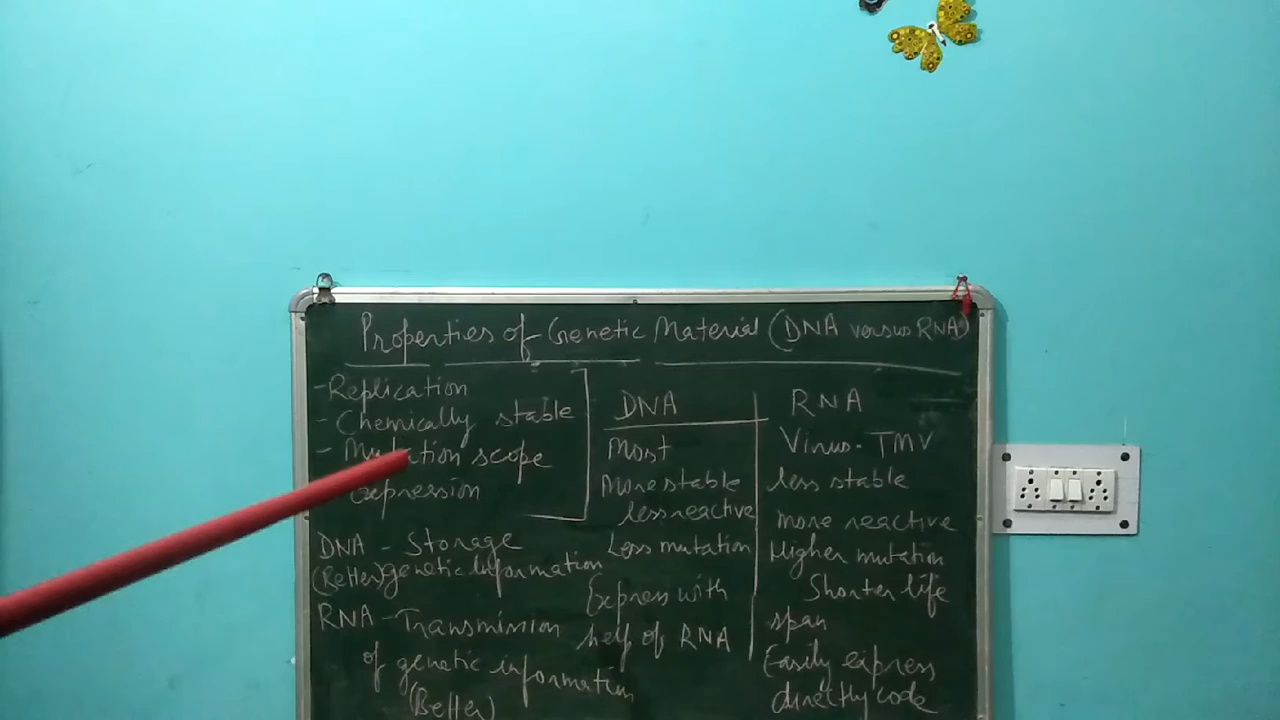 Properties of Genetic Material (DNA versus RNA)
- Replication
- Chemically stable
- Mutation scope
expression
DNA - Storage
(Better) genetic information
RNA - Transmission
of genetic information
(Better)
DNA
Most
More stable
less reactive
Less mutation
Express with
help of RNA
RNA
Virus - TMV
less stable
more reactive
Higher mutation
Shorter life
span
Easily express
directly code